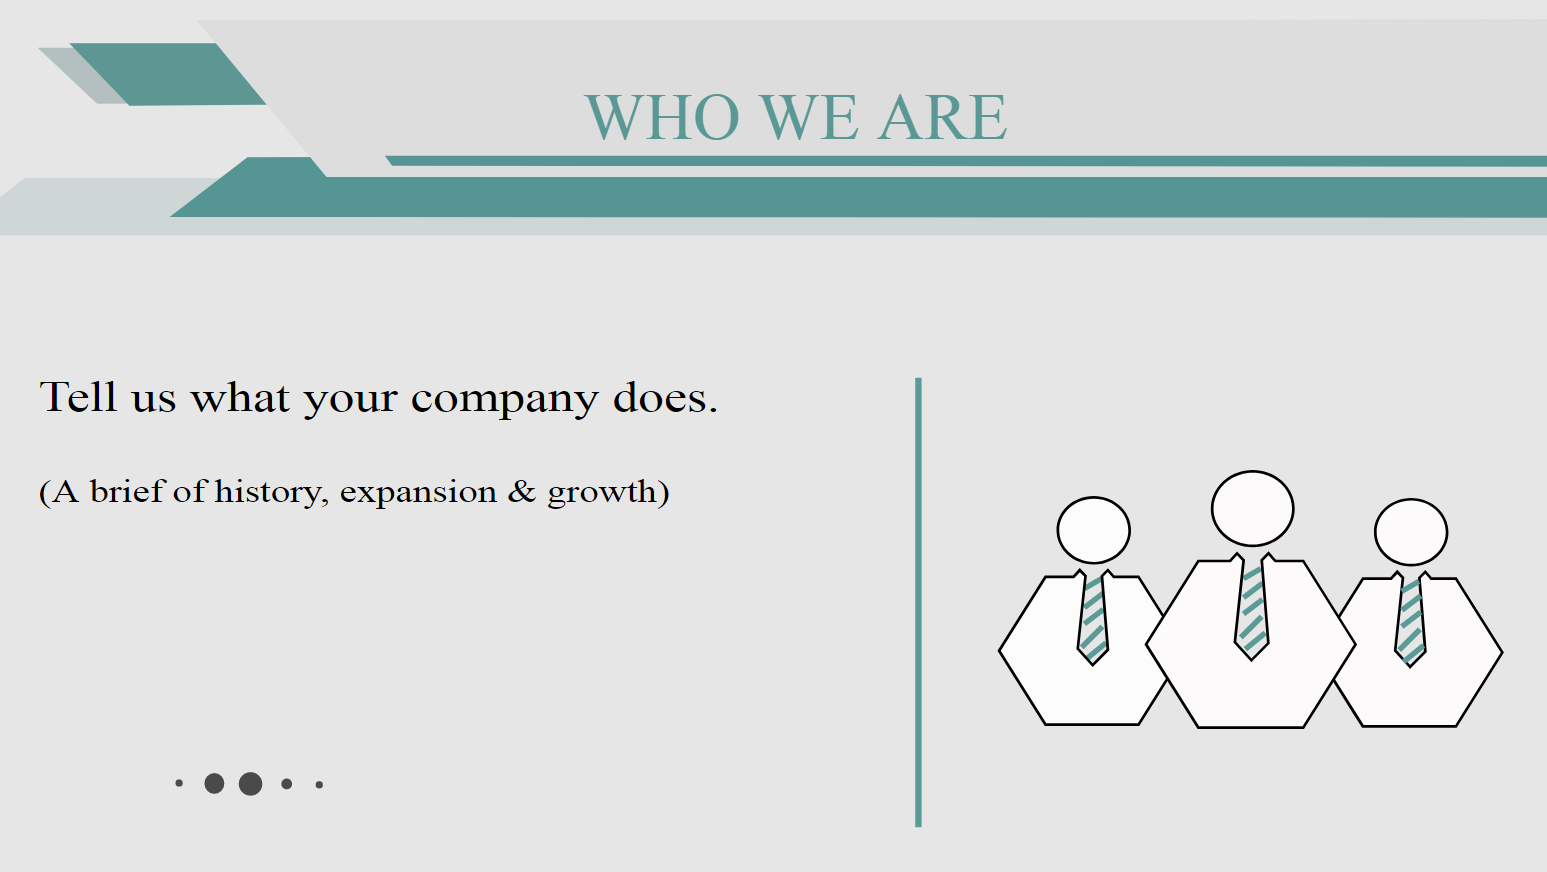 WHO WE ARE
Tell us what your company does.
(A brief of history, expansion & growth)